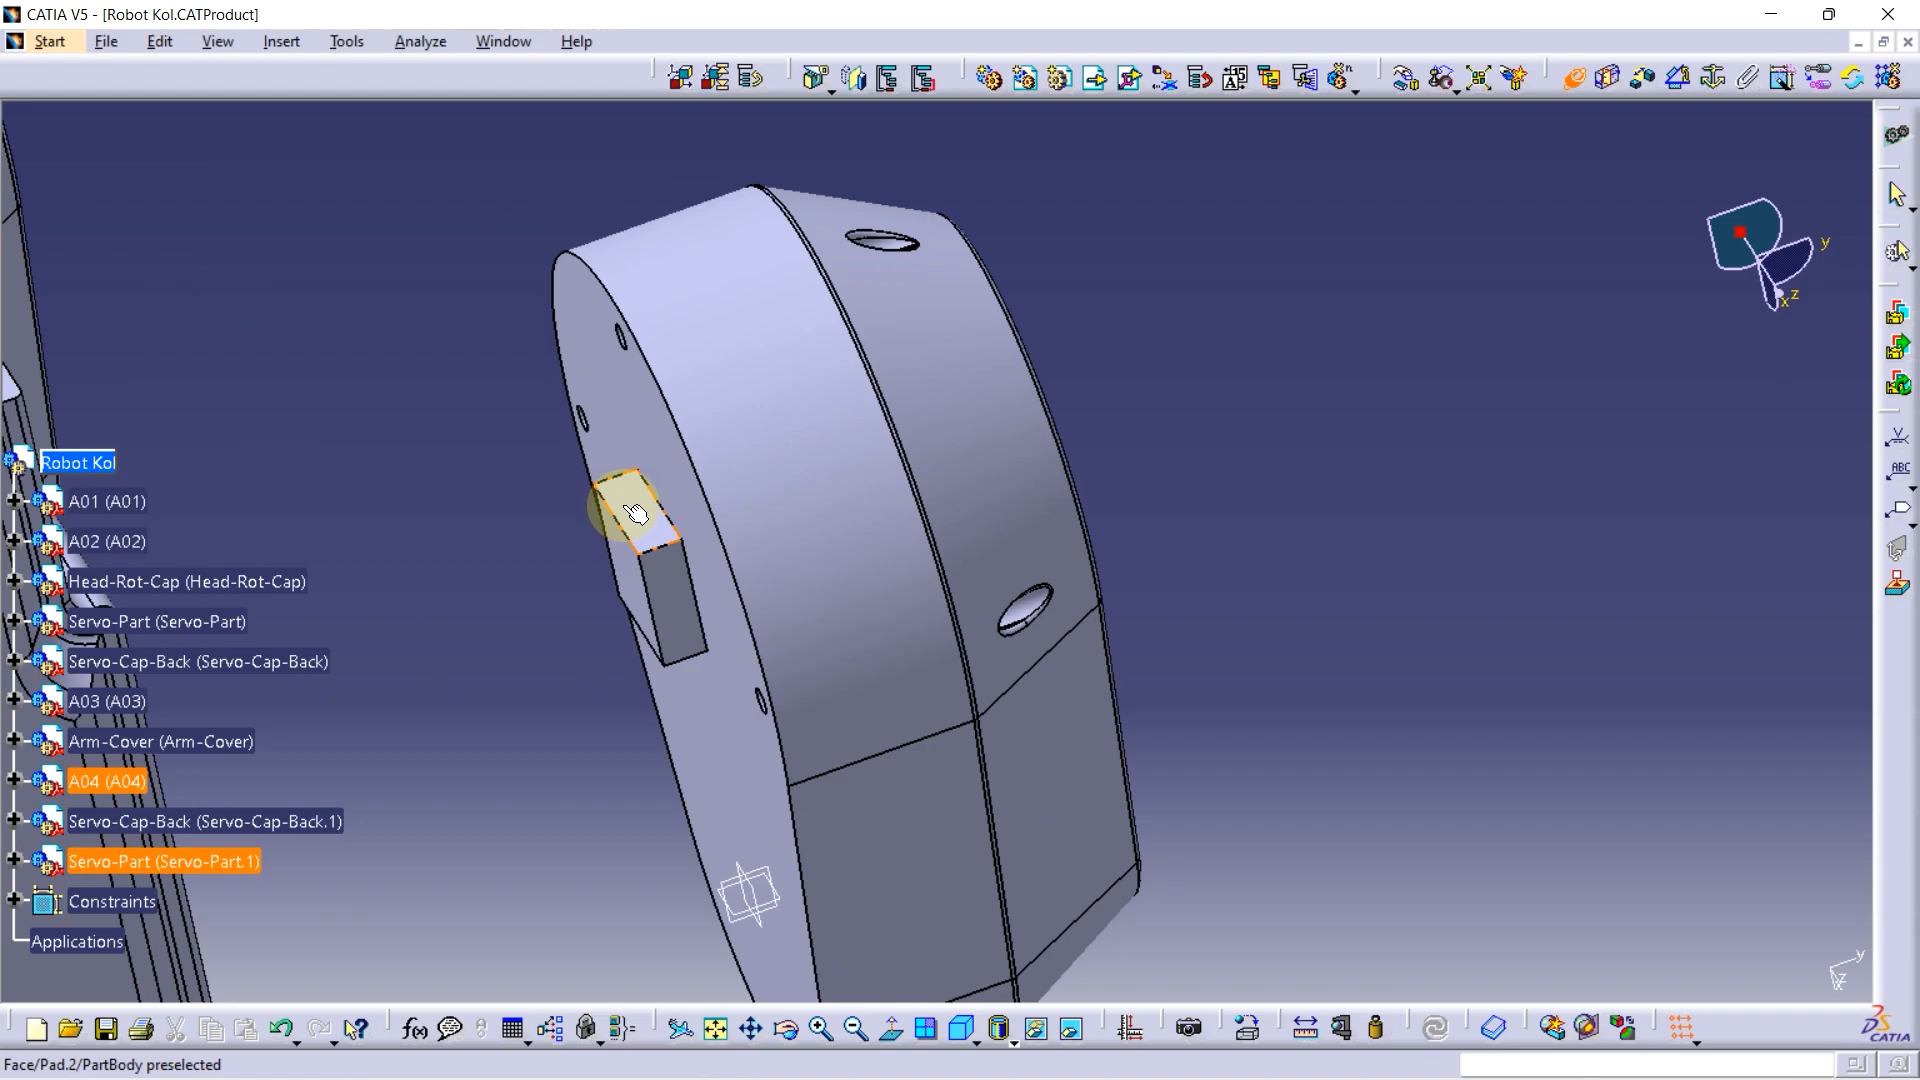 CATIA V5 - [Robot Kol.CATProduct]
Start File Edit View Insert Tools Analyze Window Help
y
z
x
Robot Kol
A01 (A01)
A02 (A02)
Head-Rot-Cap (Head-Rot-Cap)
Servo-Part (Servo-Part)
Servo-Cap-Back (Servo-Cap-Back)
A03 (A03)
Arm-Cover (Arm-Cover)
A04 (A04)
Servo-Cap-Back (Servo-Cap-Back.1)
Servo-Part (Servo-Part.1)
Constraints
Applications
ABC
y
z
f(x)
CATIA
Face/Pad.2/PartBody preselected